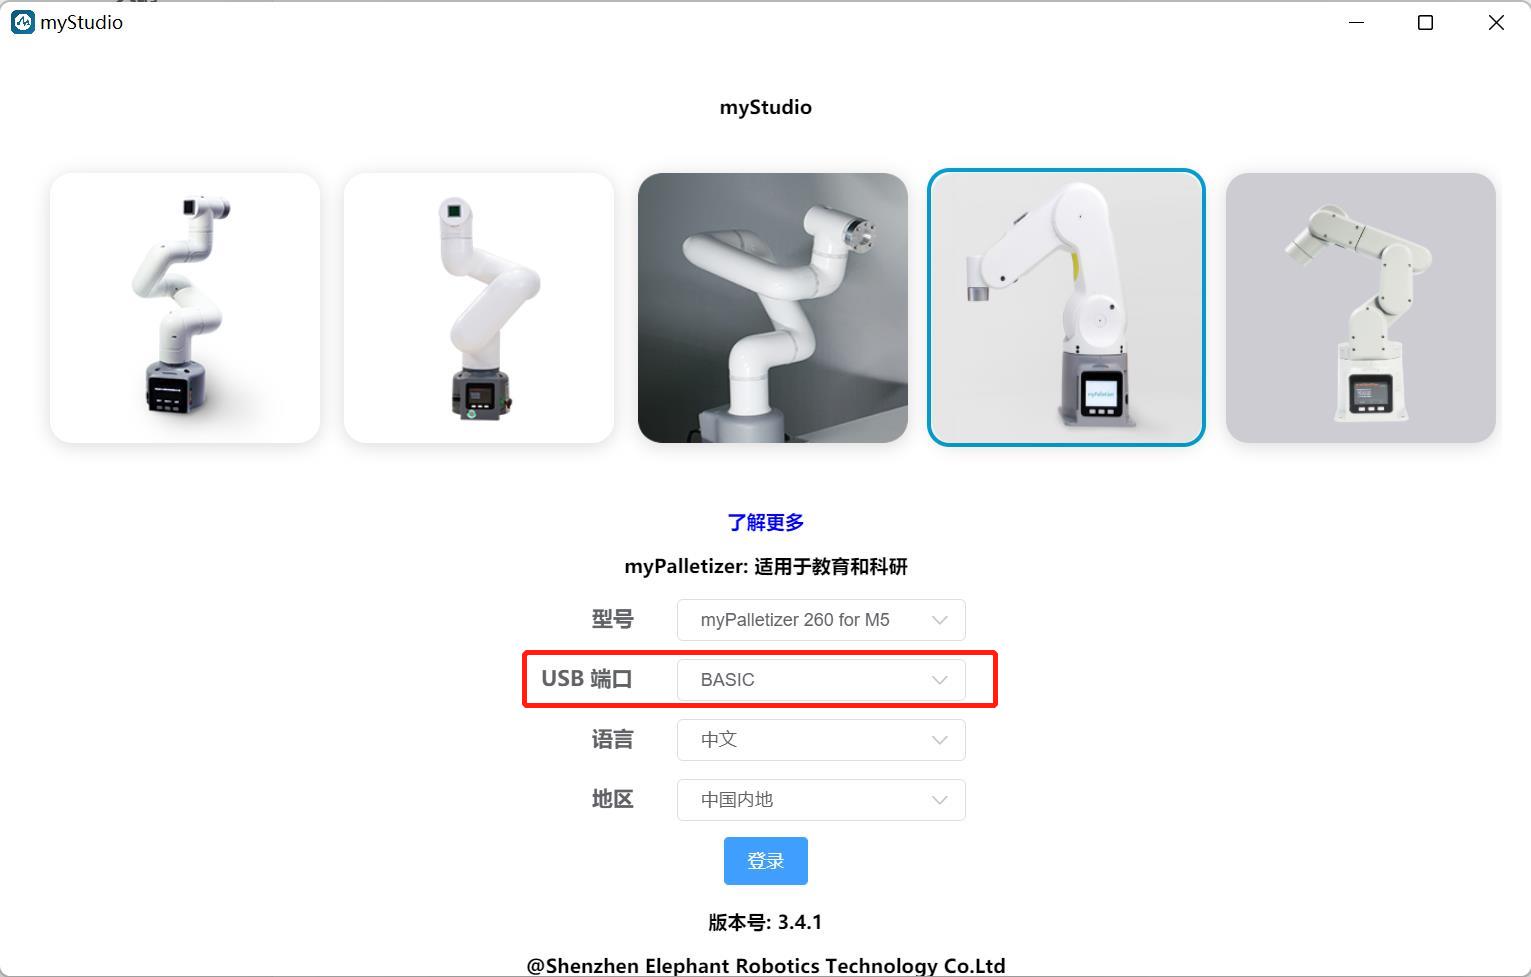 myStudio
myStudio
myPalletizer
了解更多
myPalletizer: 适用于教育和科研
型号 myPalletizer 260 for M5
USB 端口 BASIC
语言 中文
地区 中国内地
登录
版本号: 3.4.1
@Shenzhen Elephant Robotics Technology Co.Ltd